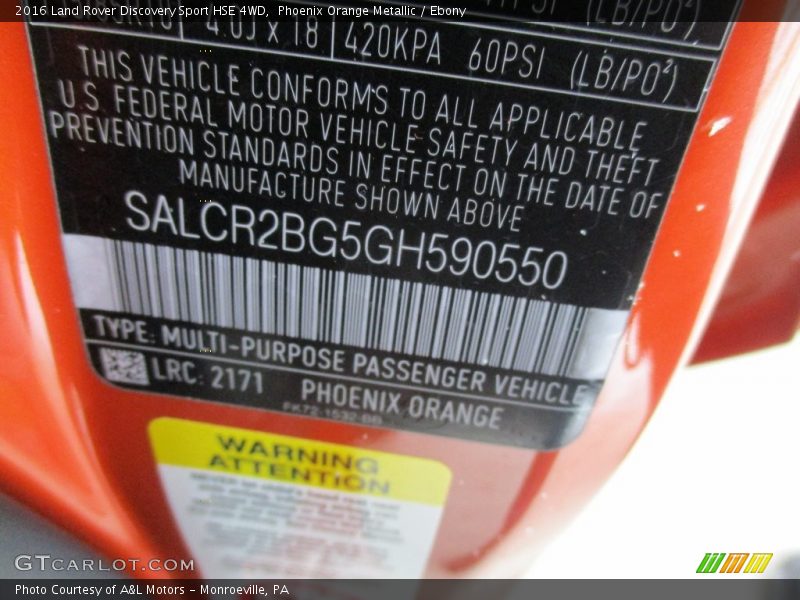 2016 Land Rover Discovery Sport HSE 4WD, Phoenix Orange Metallic / Ebony
4.0J x 18 420KPA 60PSI (LB/PO²)
THIS VEHICLE CONFORMS TO ALL APPLICABLE
U.S. FEDERAL MOTOR VEHICLE SAFETY AND THEFT
PREVENTION STANDARDS IN EFFECT ON THE DATE OF
MANUFACTURE SHOWN ABOVE
SALCR2BG5GH590550
TYPE: MULTI-PURPOSE PASSENGER VEHICLE
LRC: 2171 PHOENIX ORANGE
WARNING
ATTENTION
GTCARLOT.COM
Photo Courtesy of A&L Motors - Monroeville, PA